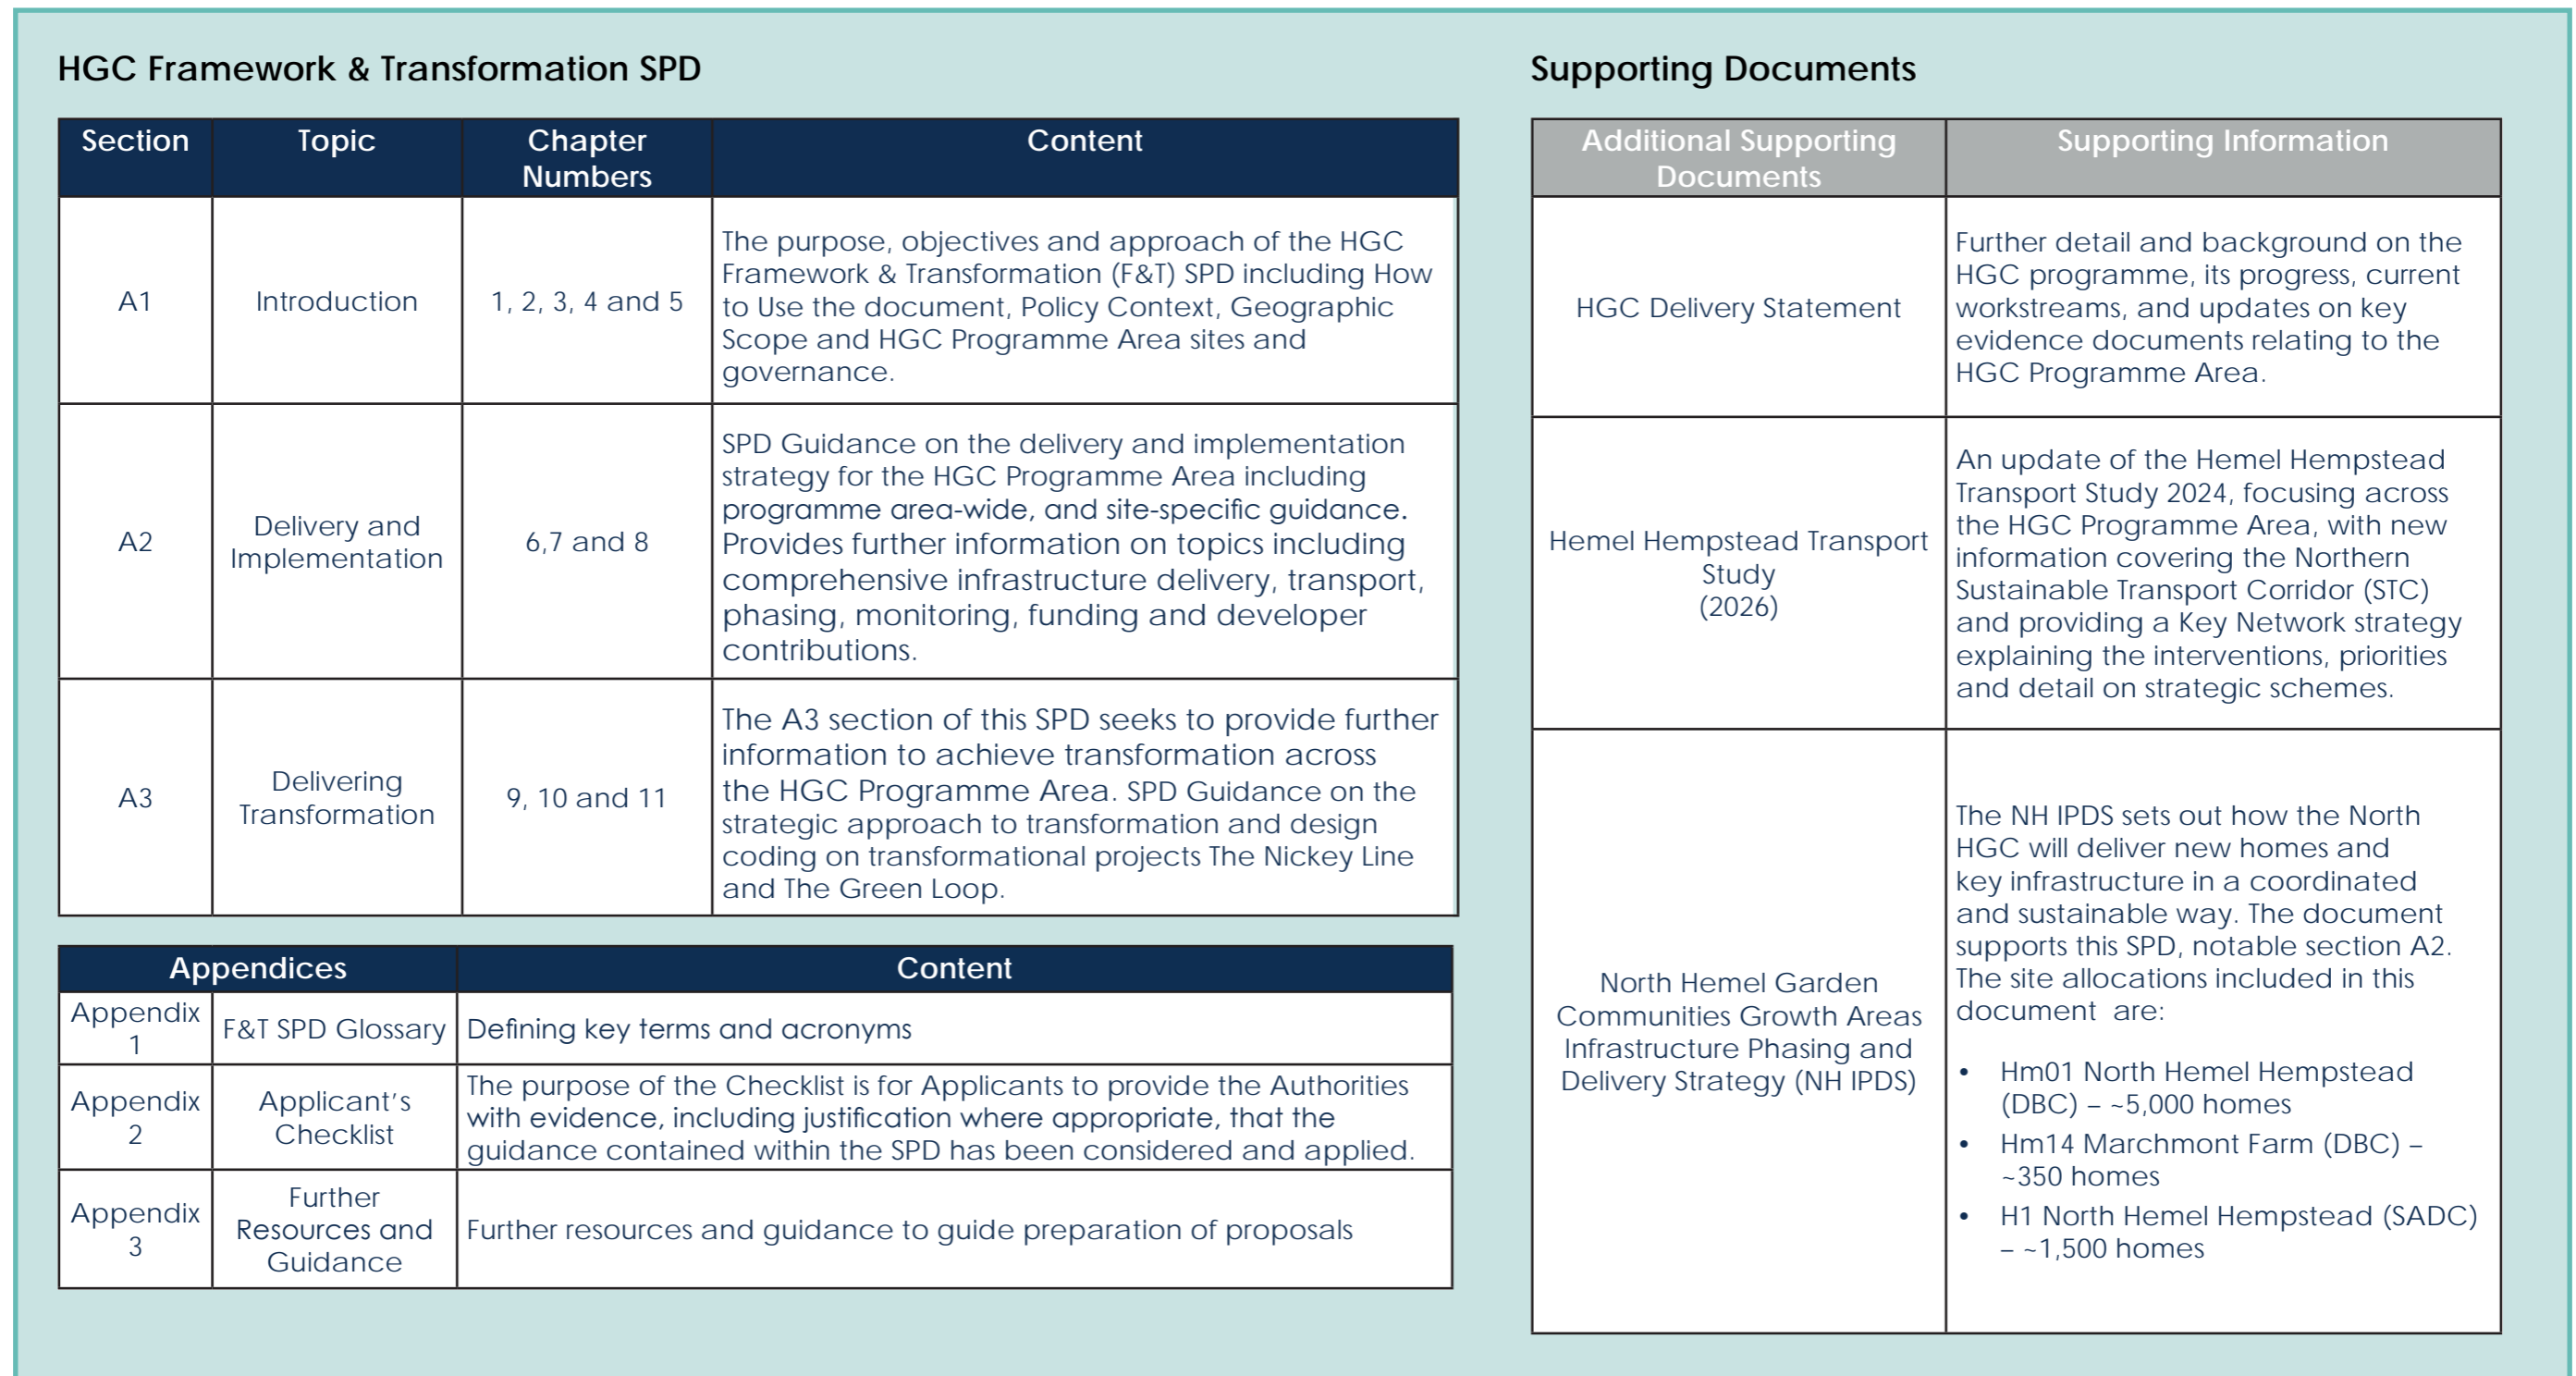 HGC Framework & Transformation SPD
Section
Topic
Chapter
Numbers
Content
A1
Introduction
1, 2, 3, 4 and 5
The purpose, objectives and approach of the HGC
Framework & Transformation (F&T) SPD including How
to Use the document, Policy Context, Geographic
Scope and HGC Programme Area sites and
governance.
A2
Delivery and
Implementation
6,7 and 8
SPD Guidance on the delivery and implementation
strategy for the HGC Programme Area including
programme area-wide, and site-specific guidance.
Provides further information on topics including
comprehensive infrastructure delivery, transport,
phasing, monitoring, funding and developer
contributions.
A3
Delivering
Transformation
9, 10 and 11
The A3 section of this SPD seeks to provide further
information to achieve transformation across
the HGC Programme Area. SPD Guidance on the
strategic approach to transformation and design
coding on transformational projects The Nickey Line
and The Green Loop.
Appendices
Content
Appendix
1
F&T SPD Glossary
Defining key terms and acronyms
Appendix
2
Applicant’s
Checklist
The purpose of the Checklist is for Applicants to provide the Authorities
with evidence, including justification where appropriate, that the
guidance contained within the SPD has been considered and applied.
Appendix
3
Further
Resources and
Guidance
Further resources and guidance to guide preparation of proposals
Supporting Documents
Additional Supporting
Documents
Supporting Information
HGC Delivery Statement
Further detail and background on the
HGC programme, its progress, current
workstreams, and updates on key
evidence documents relating to the
HGC Programme Area.
Hemel Hempstead Transport
Study
(2026)
An update of the Hemel Hempstead
Transport Study 2024, focusing across
the HGC Programme Area, with new
information covering the Northern
Sustainable Transport Corridor (STC)
and providing a Key Network strategy
explaining the interventions, priorities
and detail on strategic schemes.
North Hemel Garden
Communities Growth Areas
Infrastructure Phasing and
Delivery Strategy (NH IPDS)
The NH IPDS sets out how the North
HGC will deliver new homes and
key infrastructure in a coordinated
and sustainable way. The document
supports this SPD, notable section A2.
The site allocations included in this
document are:
• Hm01 North Hemel Hempstead
(DBC) – ~5,000 homes
• Hm14 Marchmont Farm (DBC) –
~350 homes
• H1 North Hemel Hempstead (SADC)
– ~1,500 homes